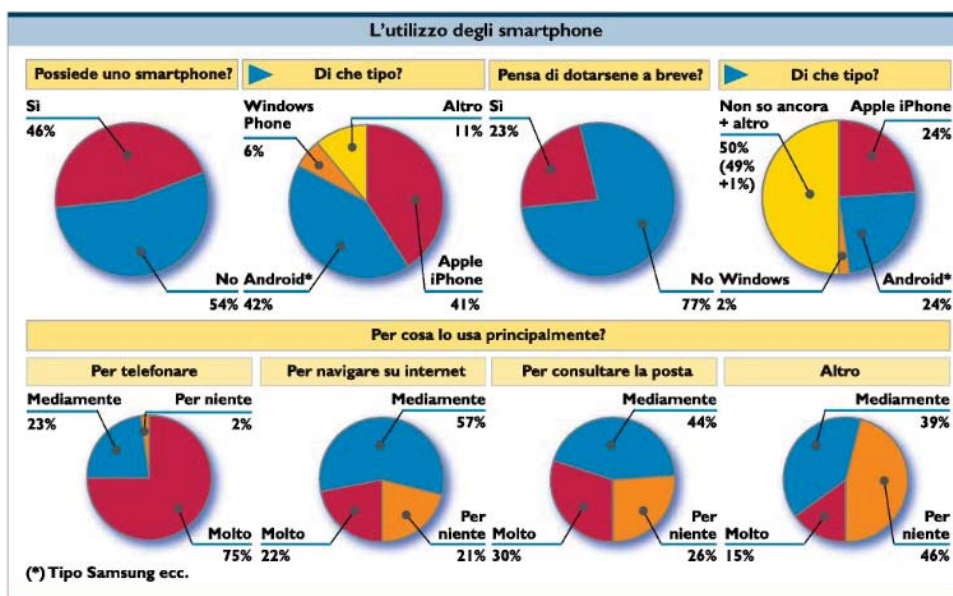 L'utilizzo degli smartphone
Possiede uno smartphone?
Sì
46%
No
54%
Di che tipo?
Windows
Phone
6%
Altro
11%
Android*
42%
Apple
iPhone
41%
Pensa di dotarsene a breve?
Sì
23%
No
77%
Di che tipo?
Non so ancora
+ altro
50%
(49%
+1%)
Apple iPhone
24%
Windows
2%
Android*
24%
Per cosa lo usa principalmente?
Per telefonare
Mediamente
23%
Per niente
2%
Molto
75%
Per navigare su internet
Mediamente
57%
Molto
22%
Per
niente
21%
Per consultare la posta
Mediamente
44%
Molto
30%
Per
niente
26%
Altro
Mediamente
39%
Molto
15%
Per
niente
46%
(*) Tipo Samsung ecc.